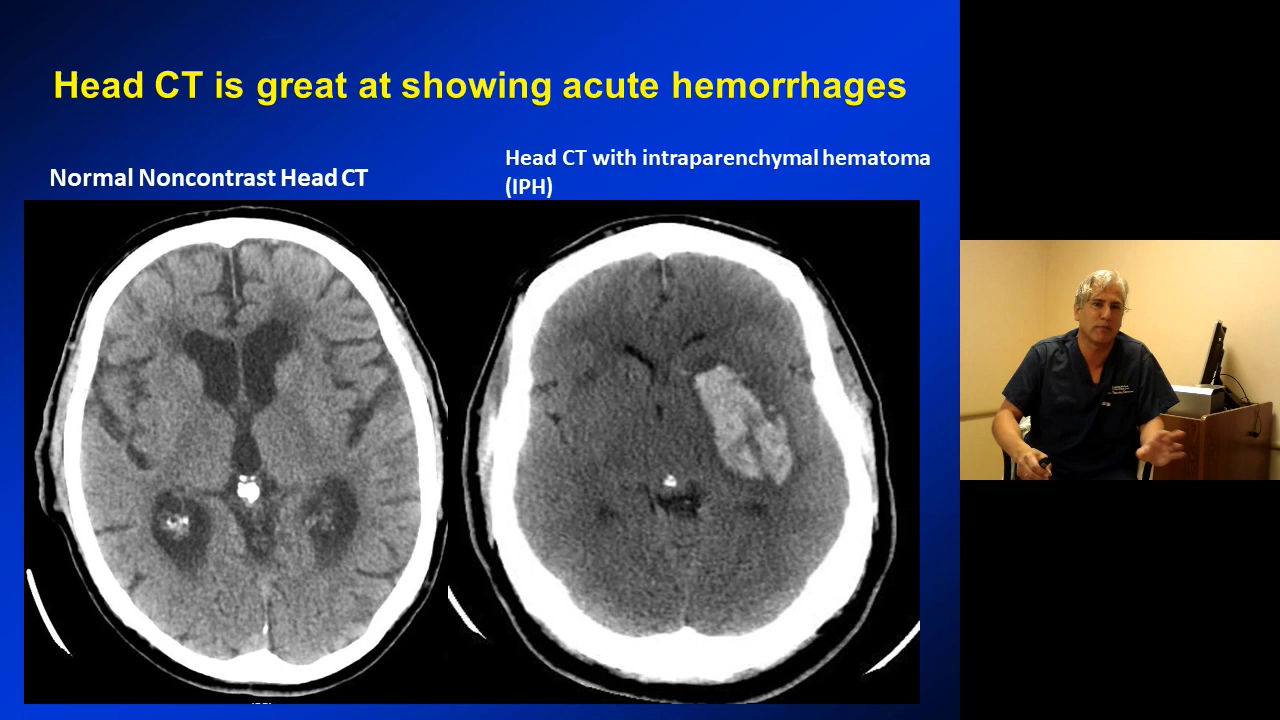 Head CT is great at showing acute hemorrhages
Normal Noncontrast Head CT
Head CT with intraparenchymal hematoma
(IPH)